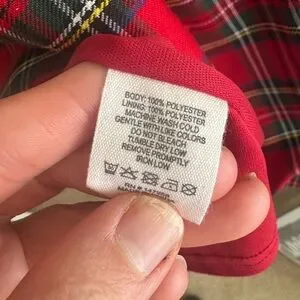 BODY: 100% POLYESTER
LINING: 100% POLYESTER
MACHINE WASH COLD
GENTLE WITH LIKE COLORS
DO NOT BLEACH
TUMBLE DRY LOW
REMOVE PROMPTLY
IRON LOW
RN#